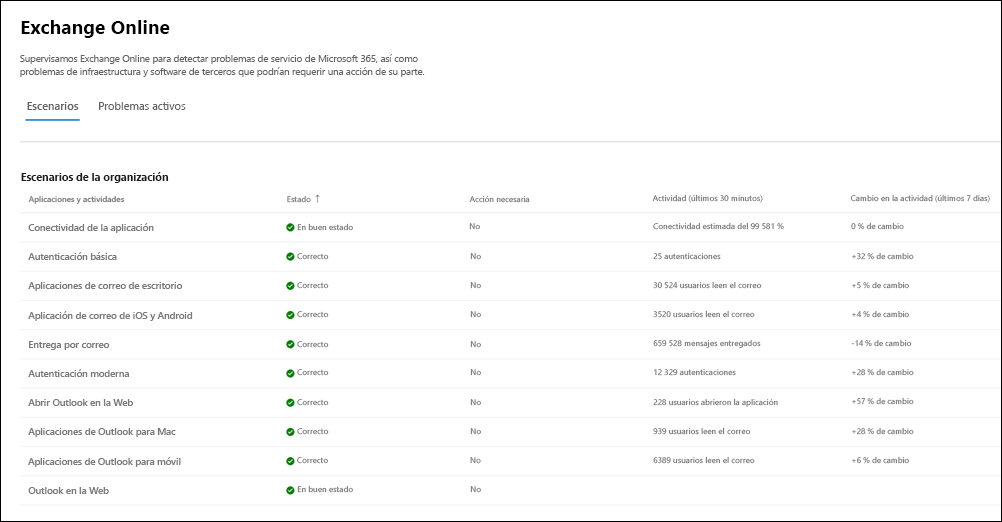 Exchange Online
Supervisamos Exchange Online para detectar problemas de servicio de Microsoft 365, así como
problemas de infraestructura y software de terceros que podrían requerir una acción de su parte.
Escenarios Problemas activos
Escenarios de la organización
Aplicaciones y actividades Estado ↑ Acción necesaria Actividad (últimos 30 minutos) Cambio en la actividad (últimos 7 días)
Conectividad de la aplicación En buen estado No Conectividad estimada del 99 581 % 0 % de cambio
Autenticación básica Correcto No 25 autenticaciones +32 % de cambio
Aplicaciones de correo de escritorio Correcto No 30 524 usuarios leen el correo +5 % de cambio
Aplicación de correo de iOS y Android Correcto No 3520 usuarios leen el correo +4 % de cambio
Entrega por correo Correcto No 659 528 mensajes entregados -14 % de cambio
Autenticación moderna Correcto No 12 329 autenticaciones +28 % de cambio
Abrir Outlook en la Web Correcto No 228 usuarios abrieron la aplicación +57 % de cambio
Aplicaciones de Outlook para Mac Correcto No 939 usuarios leen el correo +28 % de cambio
Aplicaciones de Outlook para móvil Correcto No 6389 usuarios leen el correo +6 % de cambio
Outlook en la Web En buen estado No